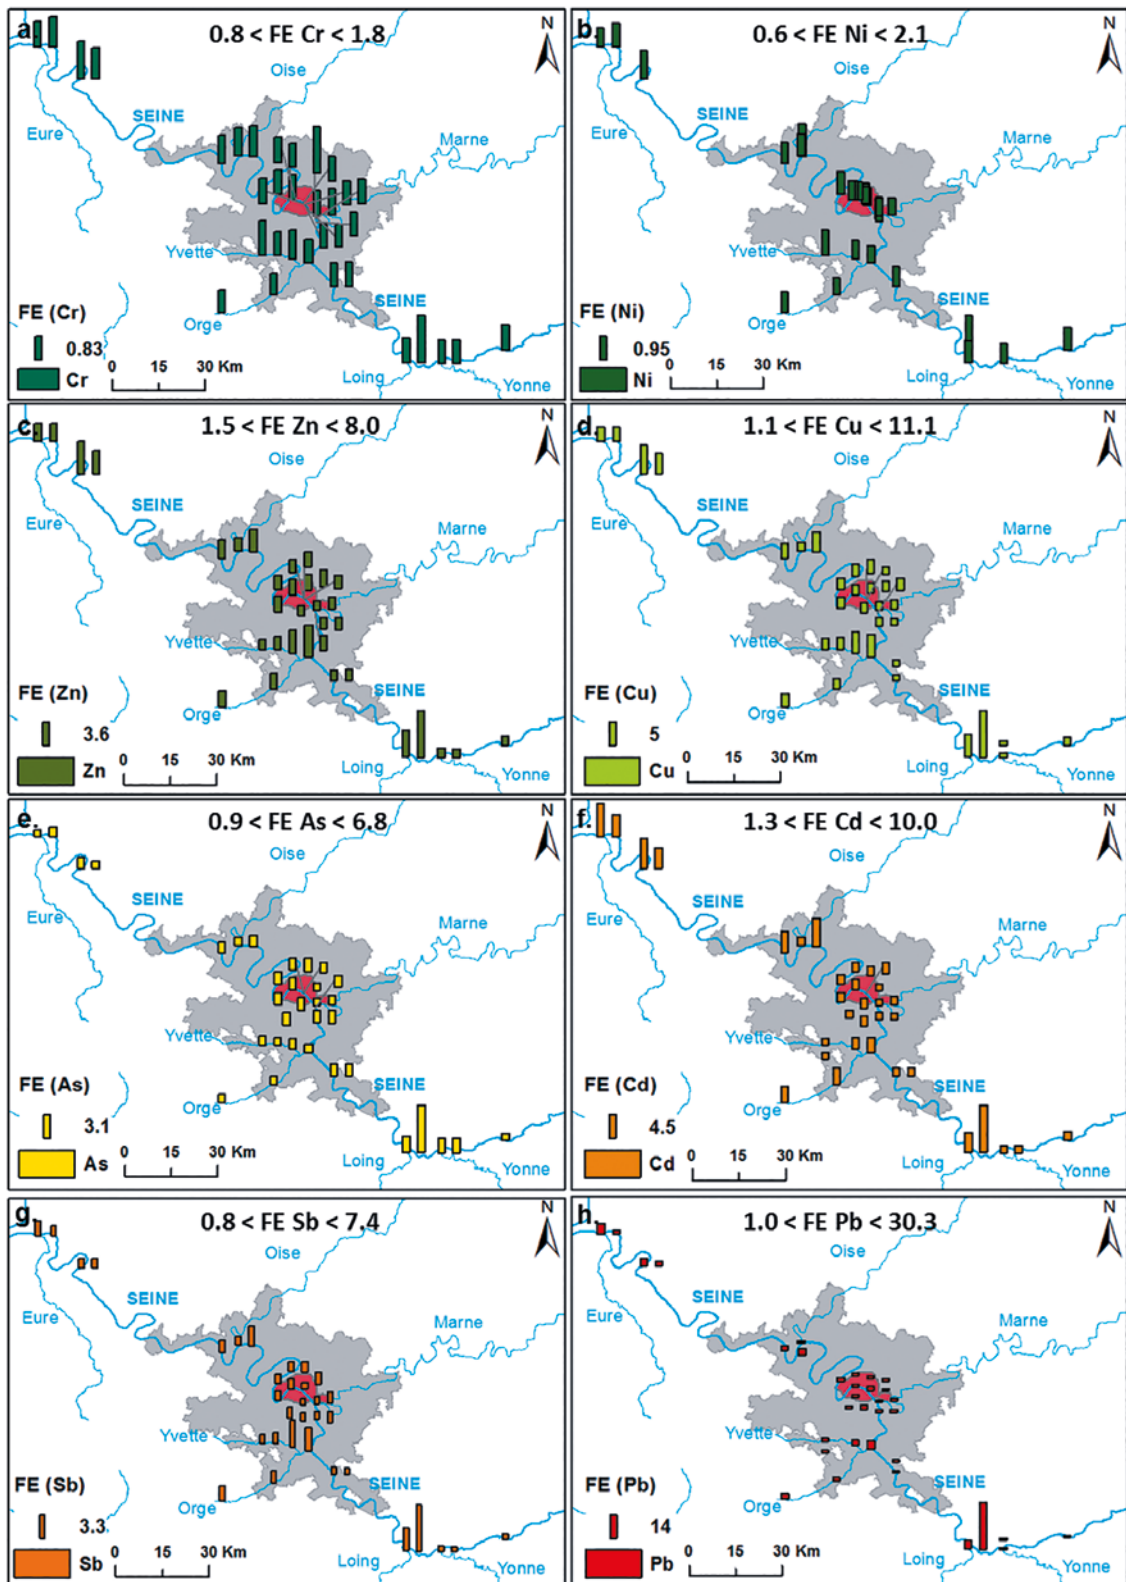 a.
0.8 < FE Cr < 1.8
N
Oise
SEINE
Eure
Marne
Yvette
SEINE
FE (Cr)
Orge
0.83
0 15 30 Km
Cr
Loing
Yonne
b.
0.6 < FE Ni < 2.1
N
Oise
SEINE
Eure
Marne
Yvette
SEINE
FE (Ni)
Orge
0.95
0 15 30 Km
Ni
Loing
Yonne
c.
1.5 < FE Zn < 8.0
N
Oise
SEINE
Eure
Marne
Yvette
SEINE
FE (Zn)
Orge
3.6
0 15 30 Km
Zn
Loing
Yonne
d.
1.1 < FE Cu < 11.1
N
Oise
SEINE
Eure
Marne
Yvette
SEINE
FE (Cu)
Orge
5
0 15 30 Km
Cu
Loing
Yonne
e.
0.9 < FE As < 6.8
N
Oise
SEINE
Eure
Marne
Yvette
SEINE
FE (As)
Orge
3.1
0 15 30 Km
As
Loing
Yonne
f.
1.3 < FE Cd < 10.0
N
Oise
SEINE
Eure
Marne
Yvette
SEINE
FE (Cd)
Orge
4.5
0 15 30 Km
Cd
Loing
Yonne
g.
0.8 < FE Sb < 7.4
N
Oise
SEINE
Eure
Marne
Yvette
SEINE
FE (Sb)
Orge
3.3
0 15 30 Km
Sb
Loing
Yonne
h.
1.0 < FE Pb < 30.3
N
Oise
SEINE
Eure
Marne
Yvette
SEINE
FE (Pb)
Orge
14
0 15 30 Km
Pb
Loing
Yonne